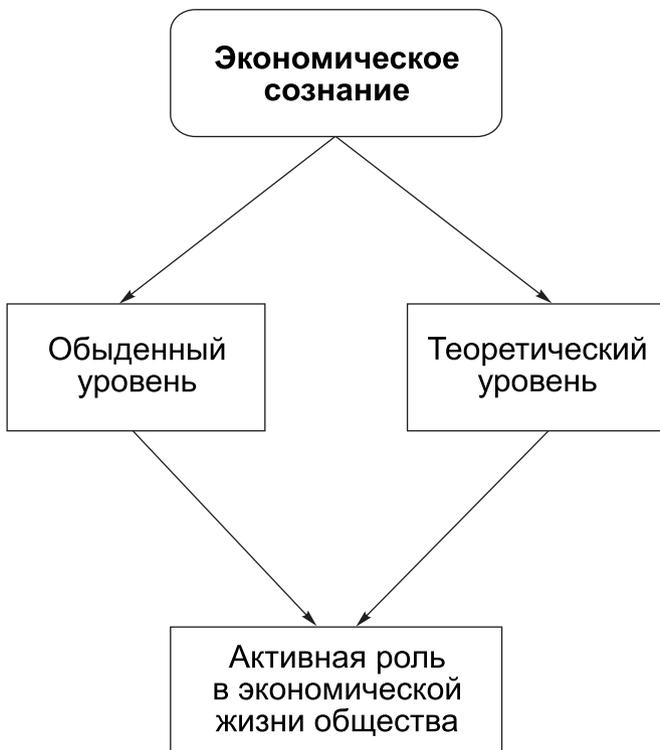 Экономическое
сознание
Обыденный
уровень
Теоретический
уровень
Активная роль
в экономической
жизни общества